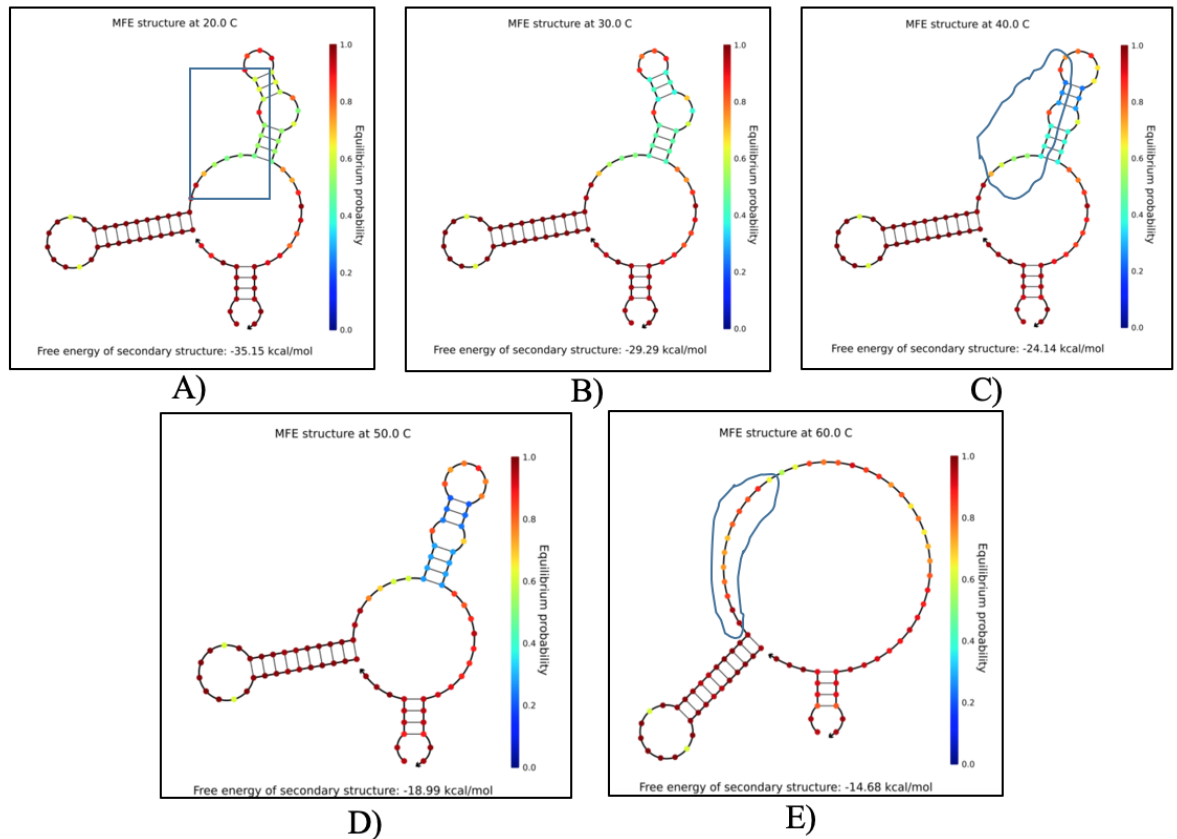 MFE structure at 20.0 C
1.0
0.8
0.6
0.4
0.2
0.0
Equilibrium probability
Free energy of secondary structure: -35.15 kcal/mol
A)
MFE structure at 30.0 C
1.0
0.8
0.6
0.4
0.2
0.0
Equilibrium probability
Free energy of secondary structure: -29.29 kcal/mol
B)
MFE structure at 40.0 C
1.0
0.8
0.6
0.4
0.2
0.0
Equilibrium probability
Free energy of secondary structure: -24.14 kcal/mol
C)
MFE structure at 50.0 C
1.0
0.8
0.6
0.4
0.2
0.0
Equilibrium probability
Free energy of secondary structure: -18.99 kcal/mol
D)
MFE structure at 60.0 C
1.0
0.8
0.6
0.4
0.2
0.0
Equilibrium probability
Free energy of secondary structure: -14.68 kcal/mol
E)